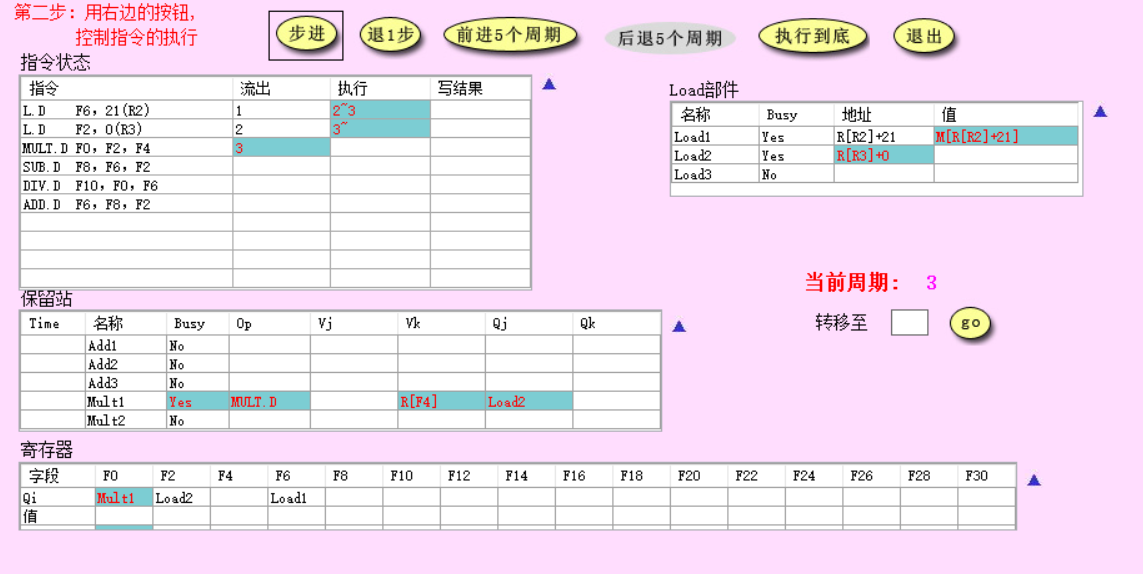 第二步：用右边的按钮，
控制指令的执行
步进 退1步 前进5个周期 后退5个周期 执行到底 退出
指令状态
指令 流出 执行 写结果
L.D F6，21(R2) 1 2~3
L.D F2，0(R3) 2 3~
MULT.D F0，F2，F4 3
SUB.D F8，F6，F2
DIV.D F10，F0，F6
ADD.D F6，F8，F2
Load部件
名称 Busy 地址 值
Load1 Yes R[R2]+21 M[R[R2]+21]
Load2 Yes R[R3]+0
Load3 No
当前周期： 3
转移至 go
保留站
Time 名称 Busy Op Vj Vk Qj Qk
Add1 No
Add2 No
Add3 No
Mult1 Yes MULT.D R[F4] Load2
Mult2 No
寄存器
字段 F0 F2 F4 F6 F8 F10 F12 F14 F16 F18 F20 F22 F24 F26 F28 F30
Qi Mult1 Load2 Load1
值